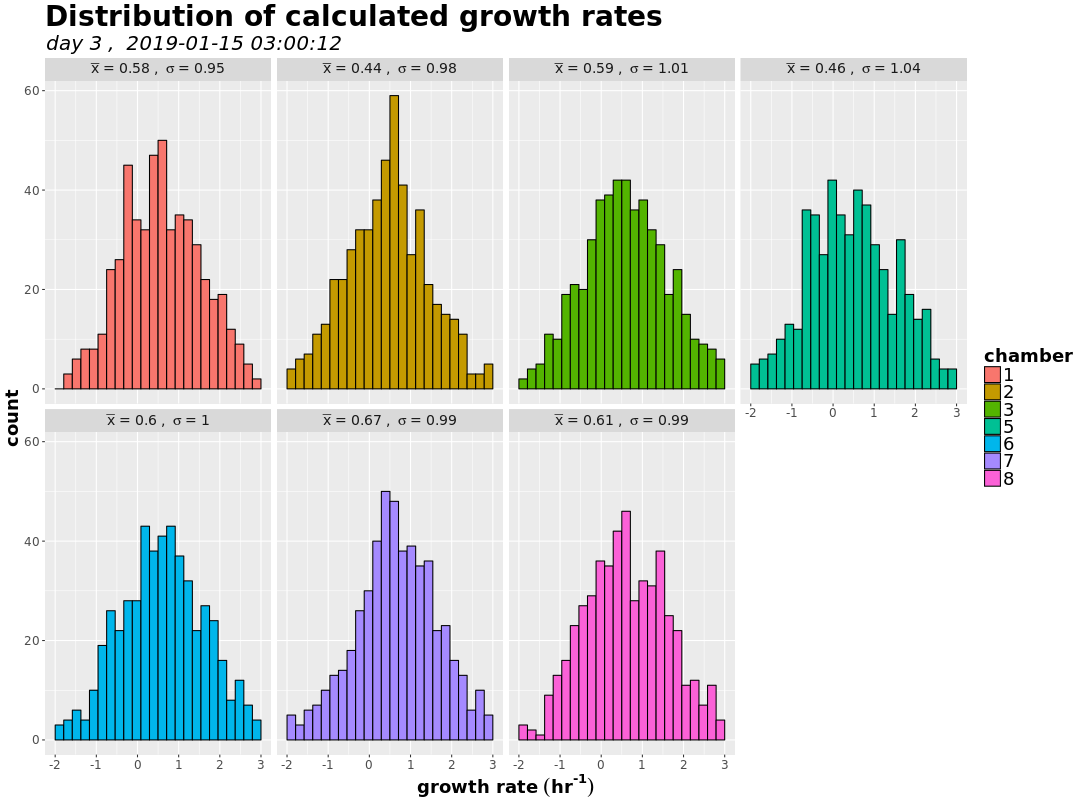 Distribution of calculated growth rates
day 3 ,  2019-01-15 03:00:12
x̅ = 0.58 ,  σ = 0.95
x̅ = 0.44 ,  σ = 0.98
x̅ = 0.59 ,  σ = 1.01
x̅ = 0.46 ,  σ = 1.04
60
40
20
0
-2 -1 0 1 2 3
x̅ = 0.6 ,  σ = 1
x̅ = 0.67 ,  σ = 0.99
x̅ = 0.61 ,  σ = 0.99
60
40
20
0
-2 -1 0 1 2 3
-2 -1 0 1 2 3
-2 -1 0 1 2 3
count
growth rate (hr⁻¹)
chamber
1
2
3
5
6
7
8